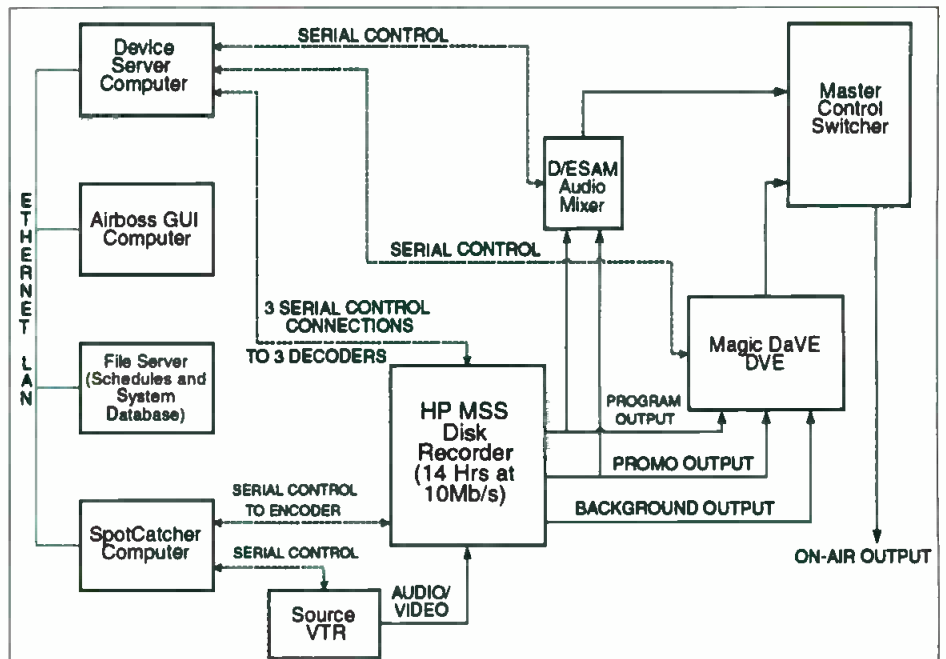 SERIAL CONTROL
Device
Server
Computer
Master
Control
Switcher
D/ESAM
Audio
Mixer
ETHERNET LAN
Airboss GUI
Computer
SERIAL CONTROL
3 SERIAL CONTROL
CONNECTIONS
TO 3 DECODERS
Magic DaVE
DVE
File Server
(Schedules and
System
Database)
HP MSS
Disk
Recorder
(14 Hrs at
10Mb/s)
PROGRAM
OUTPUT
PROMO OUTPUT
SERIAL CONTROL
TO ENCODER
BACKGROUND OUTPUT
SpotCatcher
Computer
SERIAL CONTROL
ON-AIR OUTPUT
AUDIO/
VIDEO
Source
VTR